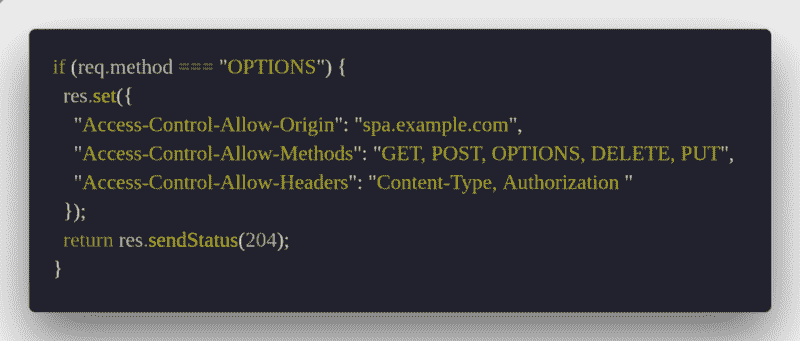 if (req.method === "OPTIONS") {
res.set({
"Access-Control-Allow-Origin": "spa.example.com",
"Access-Control-Allow-Methods": "GET, POST, OPTIONS, DELETE, PUT",
"Access-Control-Allow-Headers": "Content-Type, Authorization "
});
return res.sendStatus(204);
}